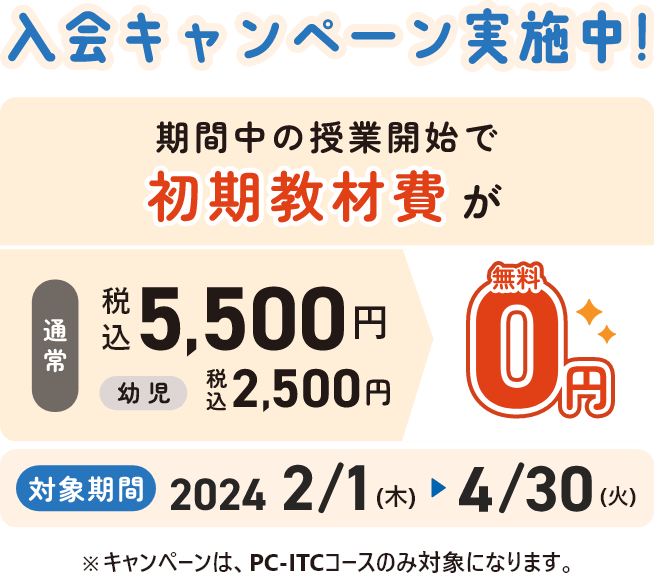 入会キャンペーン実施中!
期間中の授業開始で
初期教材費が
通常
税込5,500円
幼児 税込2,500円
無料
0円
対象期間 2024 2/1(木) ▶ 4/30(火)
※キャンペーンは、PC-ITCコースのみ対象になります。